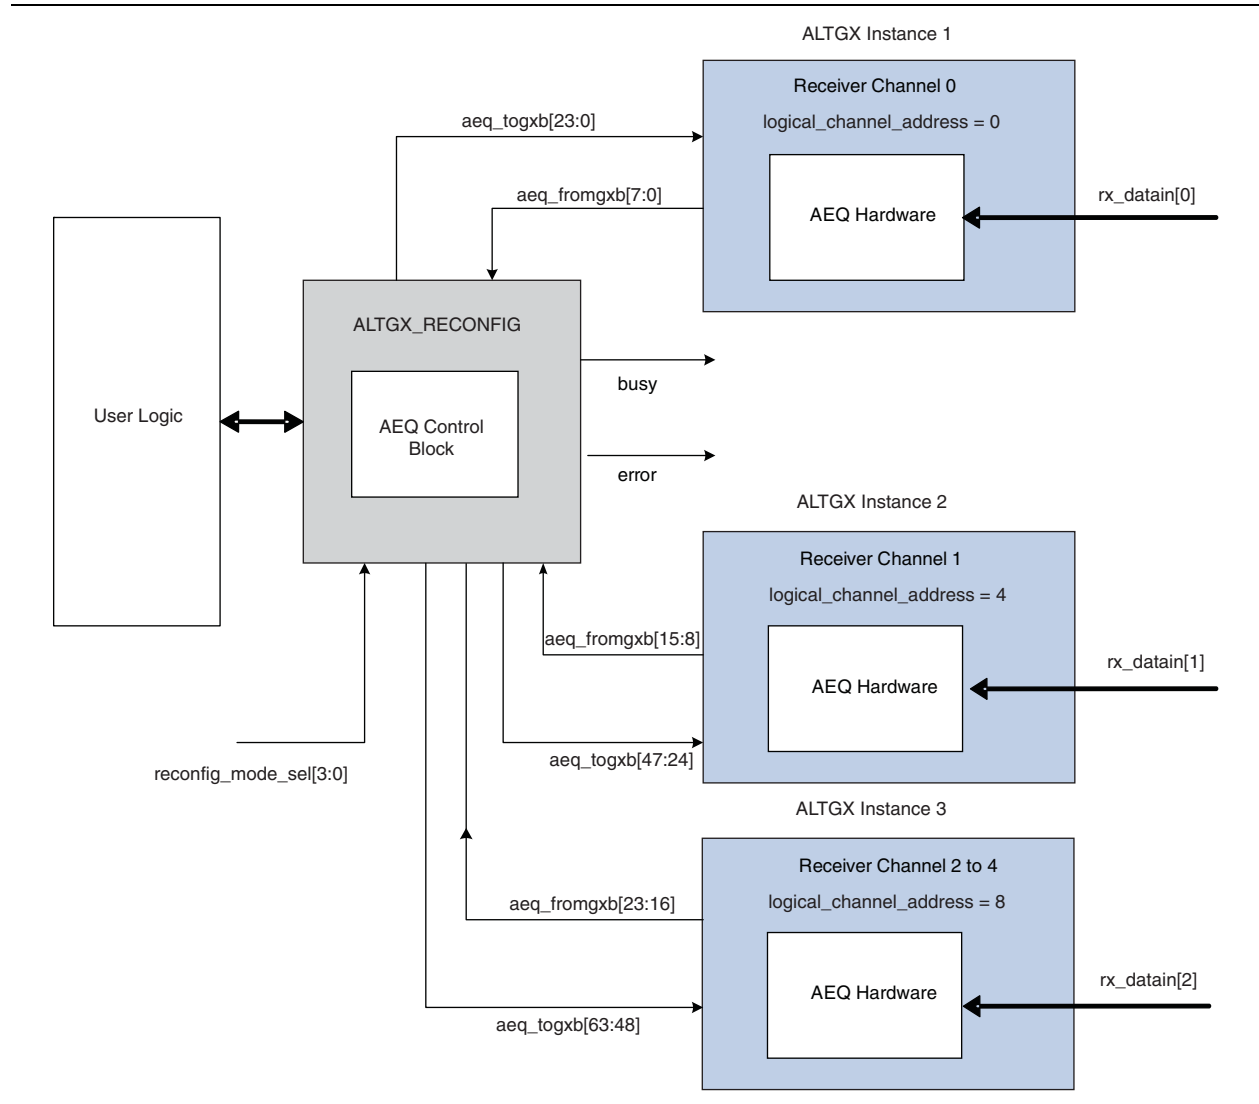 ALTGX Instance 1
Receiver Channel 0
logical_channel_address = 0
aeq_togxb[23:0]
aeq_fromgxb[7:0]
AEQ Hardware
rx_datain[0]
ALTGX_RECONFIG
busy
User Logic
AEQ Control
Block
error
ALTGX Instance 2
Receiver Channel 1
logical_channel_address = 4
aeq_fromgxb[15:8]
AEQ Hardware
rx_datain[1]
aeq_togxb[47:24]
reconfig_mode_sel[3:0]
ALTGX Instance 3
Receiver Channel 2 to 4
logical_channel_address = 8
aeq_fromgxb[23:16]
AEQ Hardware
rx_datain[2]
aeq_togxb[63:48]